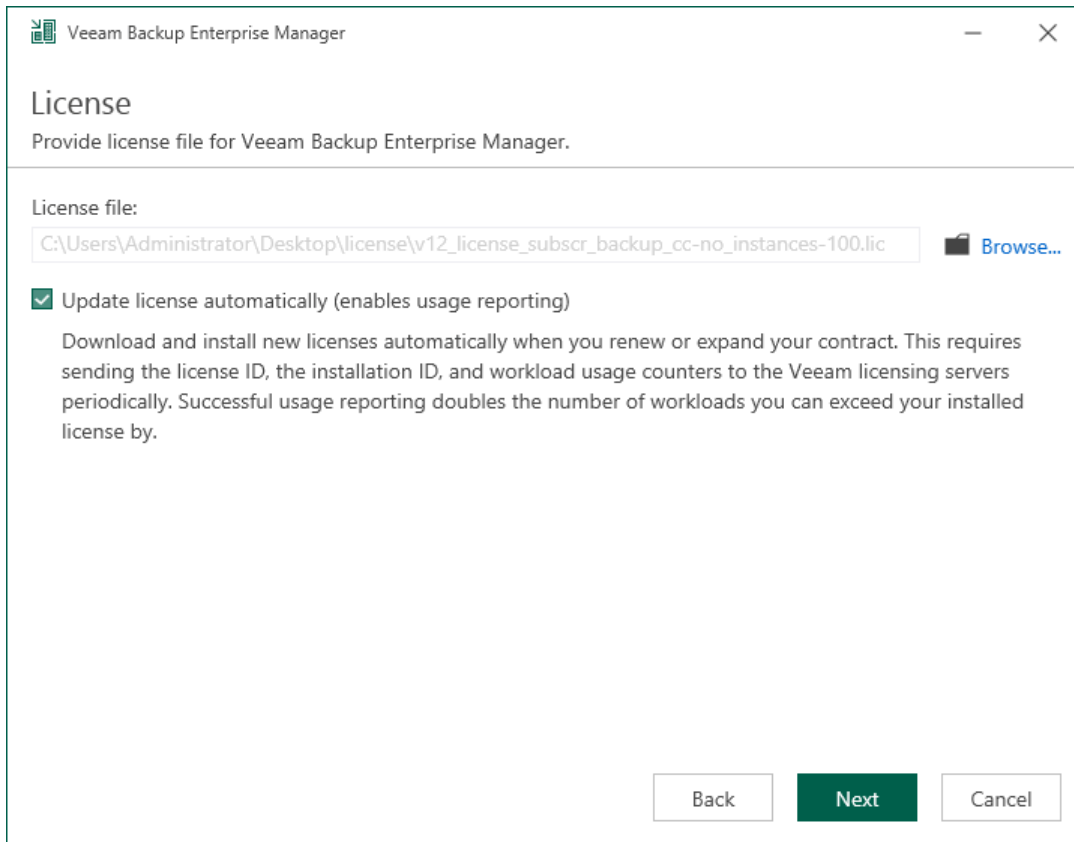 Veeam Backup Enterprise Manager
License
Provide license file for Veeam Backup Enterprise Manager.
License file:
C:\Users\Administrator\Desktop\license\v12_license_subscr_backup_cc-no_instances-100.lic
Browse...
Update license automatically (enables usage reporting)
Download and install new licenses automatically when you renew or expand your contract. This requires
sending the license ID, the installation ID, and workload usage counters to the Veeam licensing servers
periodically. Successful usage reporting doubles the number of workloads you can exceed your installed
license by.
Back
Next
Cancel